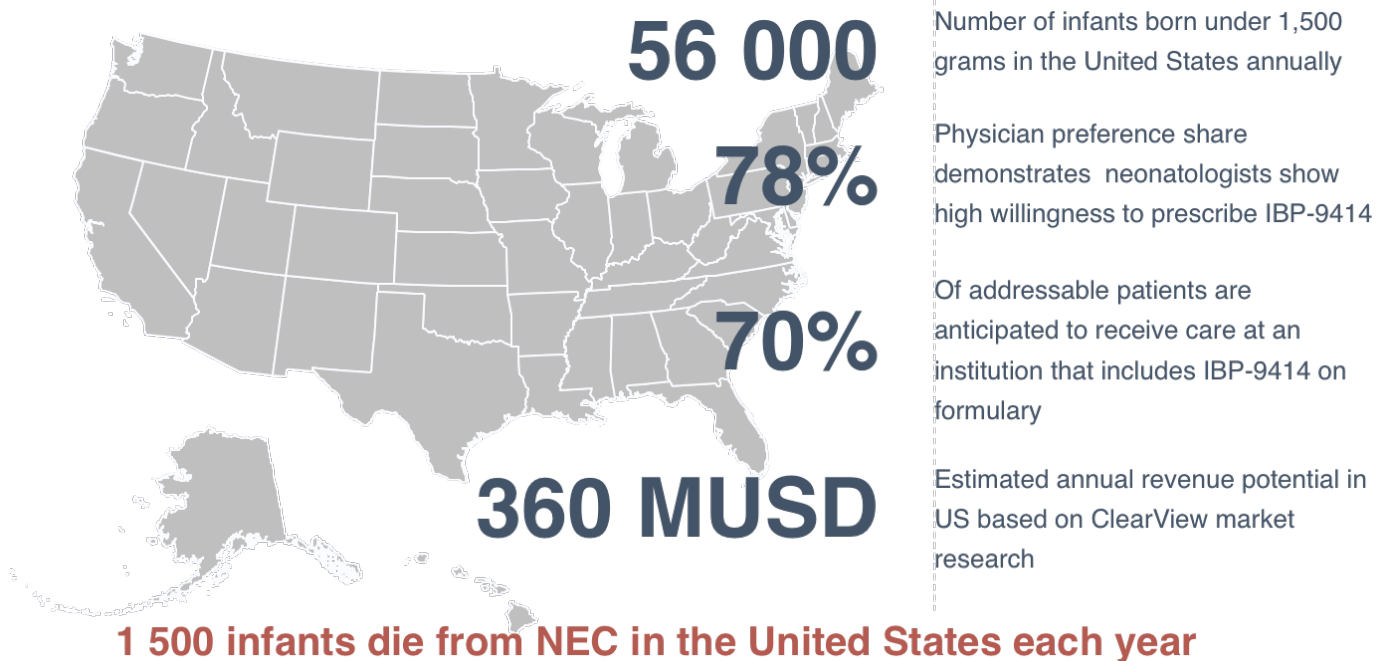 56 000
Number of infants born under 1,500
grams in the United States annually
78%
Physician preference share
demonstrates  neonatologists show
high willingness to prescribe IBP-9414
70%
Of addressable patients are
anticipated to receive care at an
institution that includes IBP-9414 on
formulary
360 MUSD
Estimated annual revenue potential in
US based on ClearView market
research
1 500 infants die from NEC in the United States each year